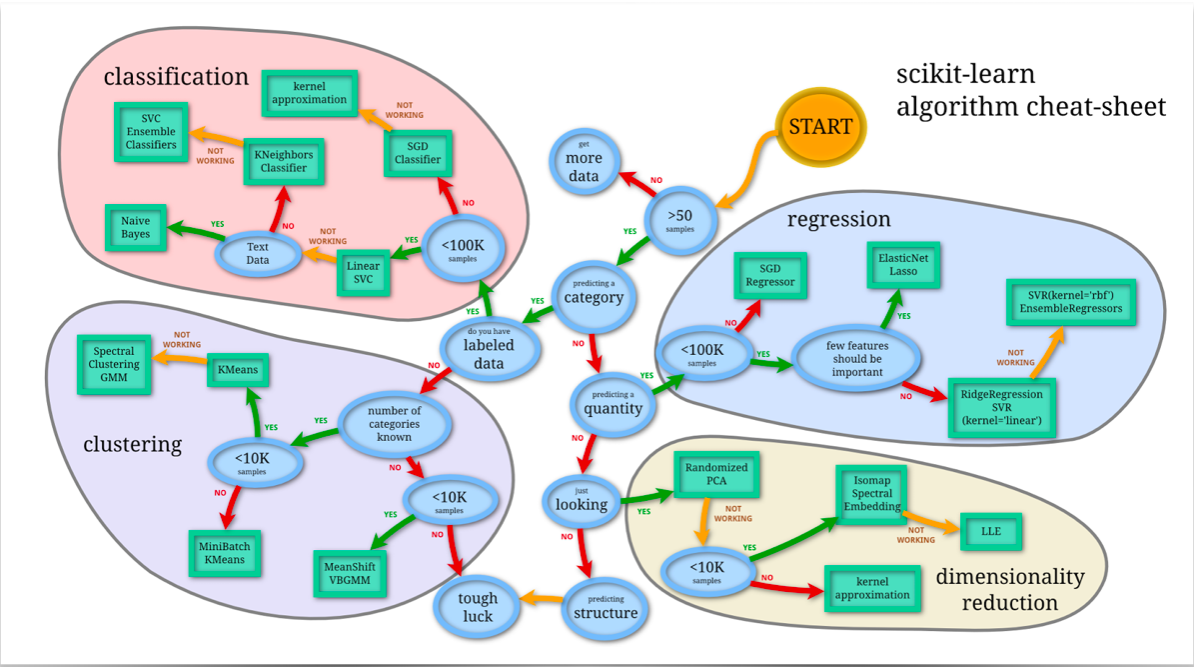 scikit-learn
algorithm cheat-sheet
START
get
more
data
NO
>50
samples
YES
predicting a
category
YES
NO
do you have
labeled
data
YES
NO
predicting a
quantity
YES
NO
just
looking
YES
NO
predicting
structure
tough
luck
classification
kernel
approximation
NOT
WORKING
SGD
Classifier
NO
<100K
samples
YES
Linear
SVC
NOT
WORKING
Text
Data
YES
Naive
Bayes
NO
KNeighbors
Classifier
NOT
WORKING
SVC
Ensemble
Classifiers
regression
<100K
samples
NO
SGD
Regressor
YES
few features
should be
important
YES
ElasticNet
Lasso
NO
RidgeRegression
SVR
(kernel='linear')
NOT
WORKING
SVR(kernel='rbf')
EnsembleRegressors
clustering
number of
categories
known
YES
NO
<10K
samples
YES
KMeans
NOT
WORKING
Spectral
Clustering
GMM
NO
MiniBatch
KMeans
<10K
samples
YES
MeanShift
VBGMM
NO
dimensionality
reduction
Randomized
PCA
NOT
WORKING
<10K
samples
YES
Isomap
Spectral
Embedding
NOT
WORKING
LLE
NO
kernel
approximation